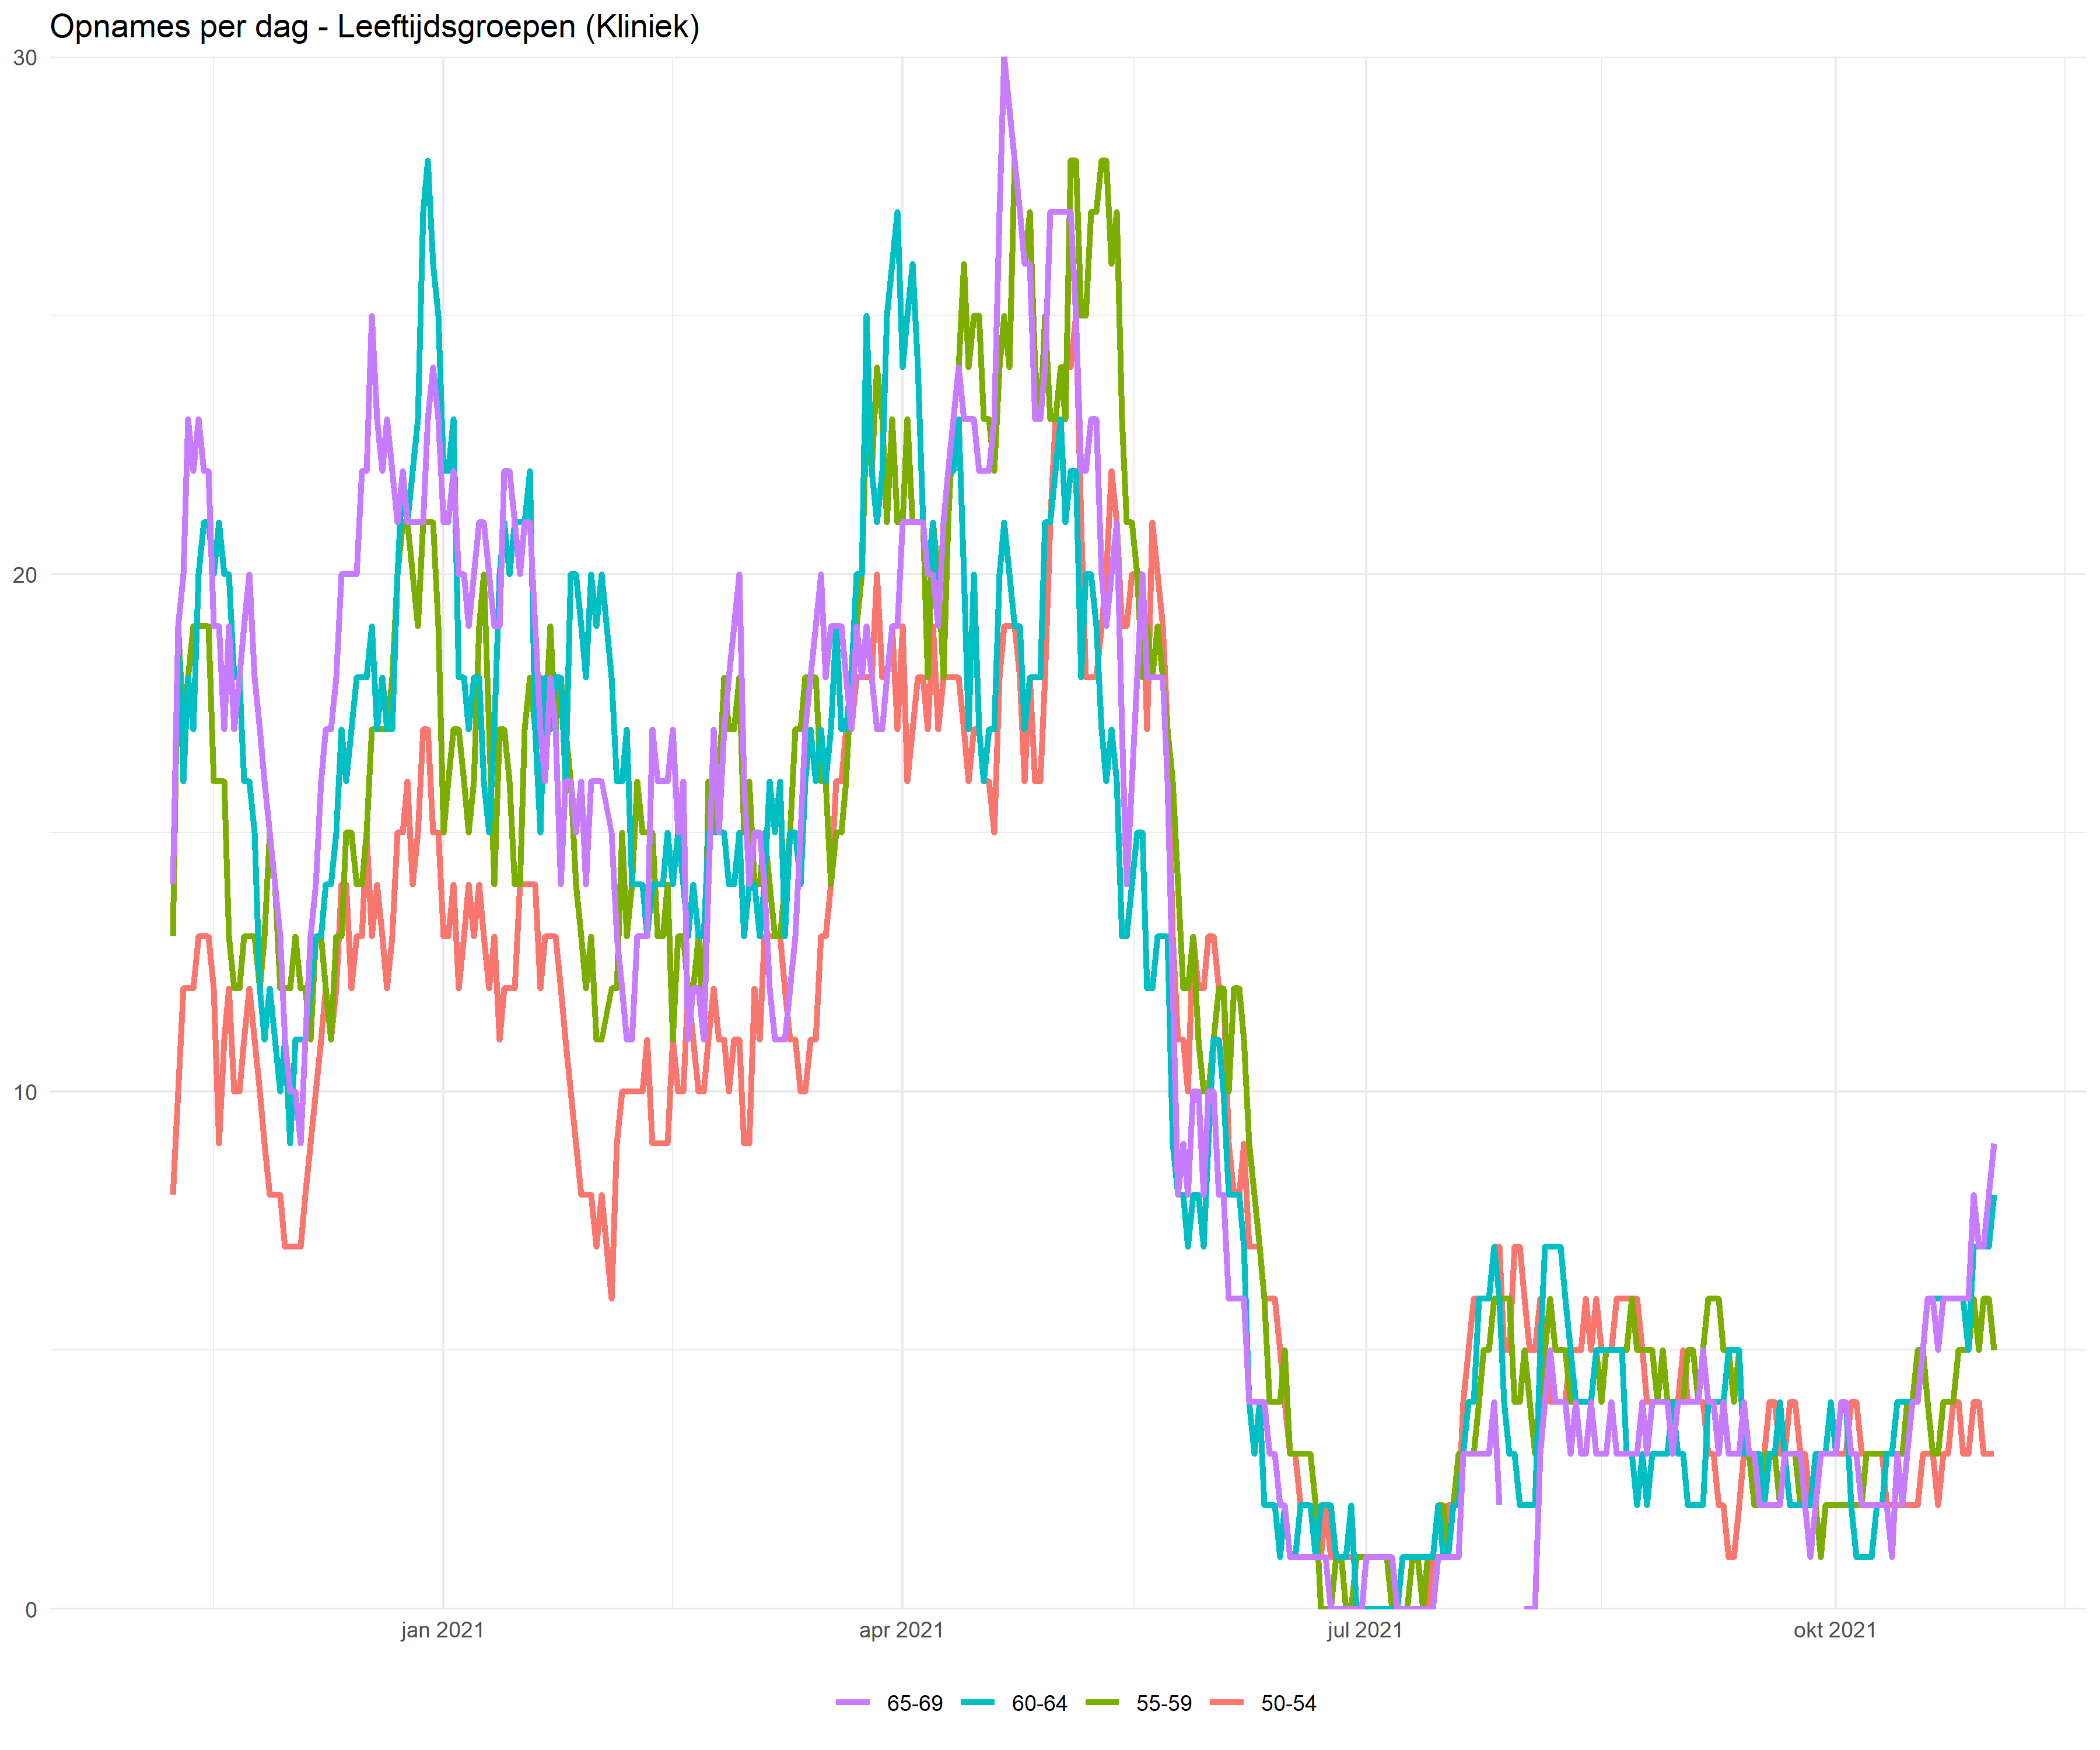 Opnames per dag - Leeftijdsgroepen (Kliniek)
30
20
10
0
jan 2021 apr 2021 jul 2021 okt 2021
65-69 60-64 55-59 50-54